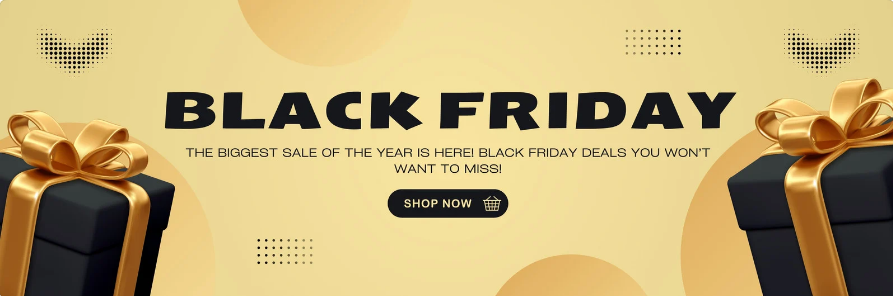 BLACK FRIDAY
THE BIGGEST SALE OF THE YEAR IS HERE! BLACK FRIDAY DEALS YOU WON'T
WANT TO MISS!
SHOP NOW